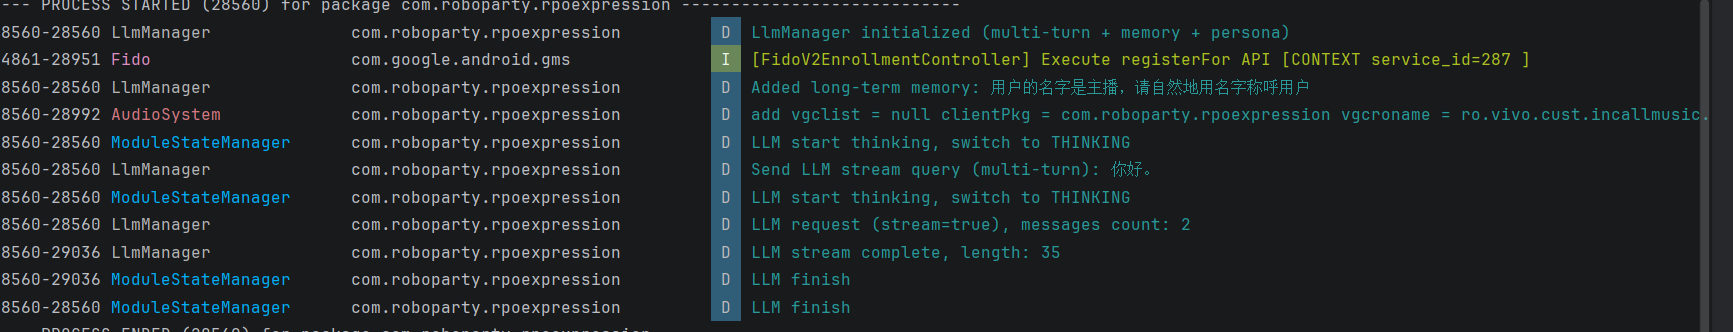 --- PROCESS STARTED (28560) for package com.roboparty.rpoexpression ----------------------------
8560-28560 LlmManager com.roboparty.rpoexpression D LlmManager initialized (multi-turn + memory + persona)
4861-28951 Fido com.google.android.gms I [FidoV2EnrollmentController] Execute registerFor API [CONTEXT service_id=287 ]
8560-28560 LlmManager com.roboparty.rpoexpression D Added long-term memory: 用户的名字是主播，请自然地用名字称呼用户
8560-28992 AudioSystem com.roboparty.rpoexpression D add vgclist = null clientPkg = com.roboparty.rpoexpression vgcroname = ro.vivo.cust.incallmusic.
8560-28560 ModuleStateManager com.roboparty.rpoexpression D LLM start thinking, switch to THINKING
8560-28560 LlmManager com.roboparty.rpoexpression D Send LLM stream query (multi-turn): 你好。
8560-28560 ModuleStateManager com.roboparty.rpoexpression D LLM start thinking, switch to THINKING
8560-28560 LlmManager com.roboparty.rpoexpression D LLM request (stream=true), messages count: 2
8560-29036 LlmManager com.roboparty.rpoexpression D LLM stream complete, length: 35
8560-29036 ModuleStateManager com.roboparty.rpoexpression D LLM finish
8560-28560 ModuleStateManager com.roboparty.rpoexpression D LLM finish
PROCESS ENDED (28560) for package com.roboparty.rpoexpression